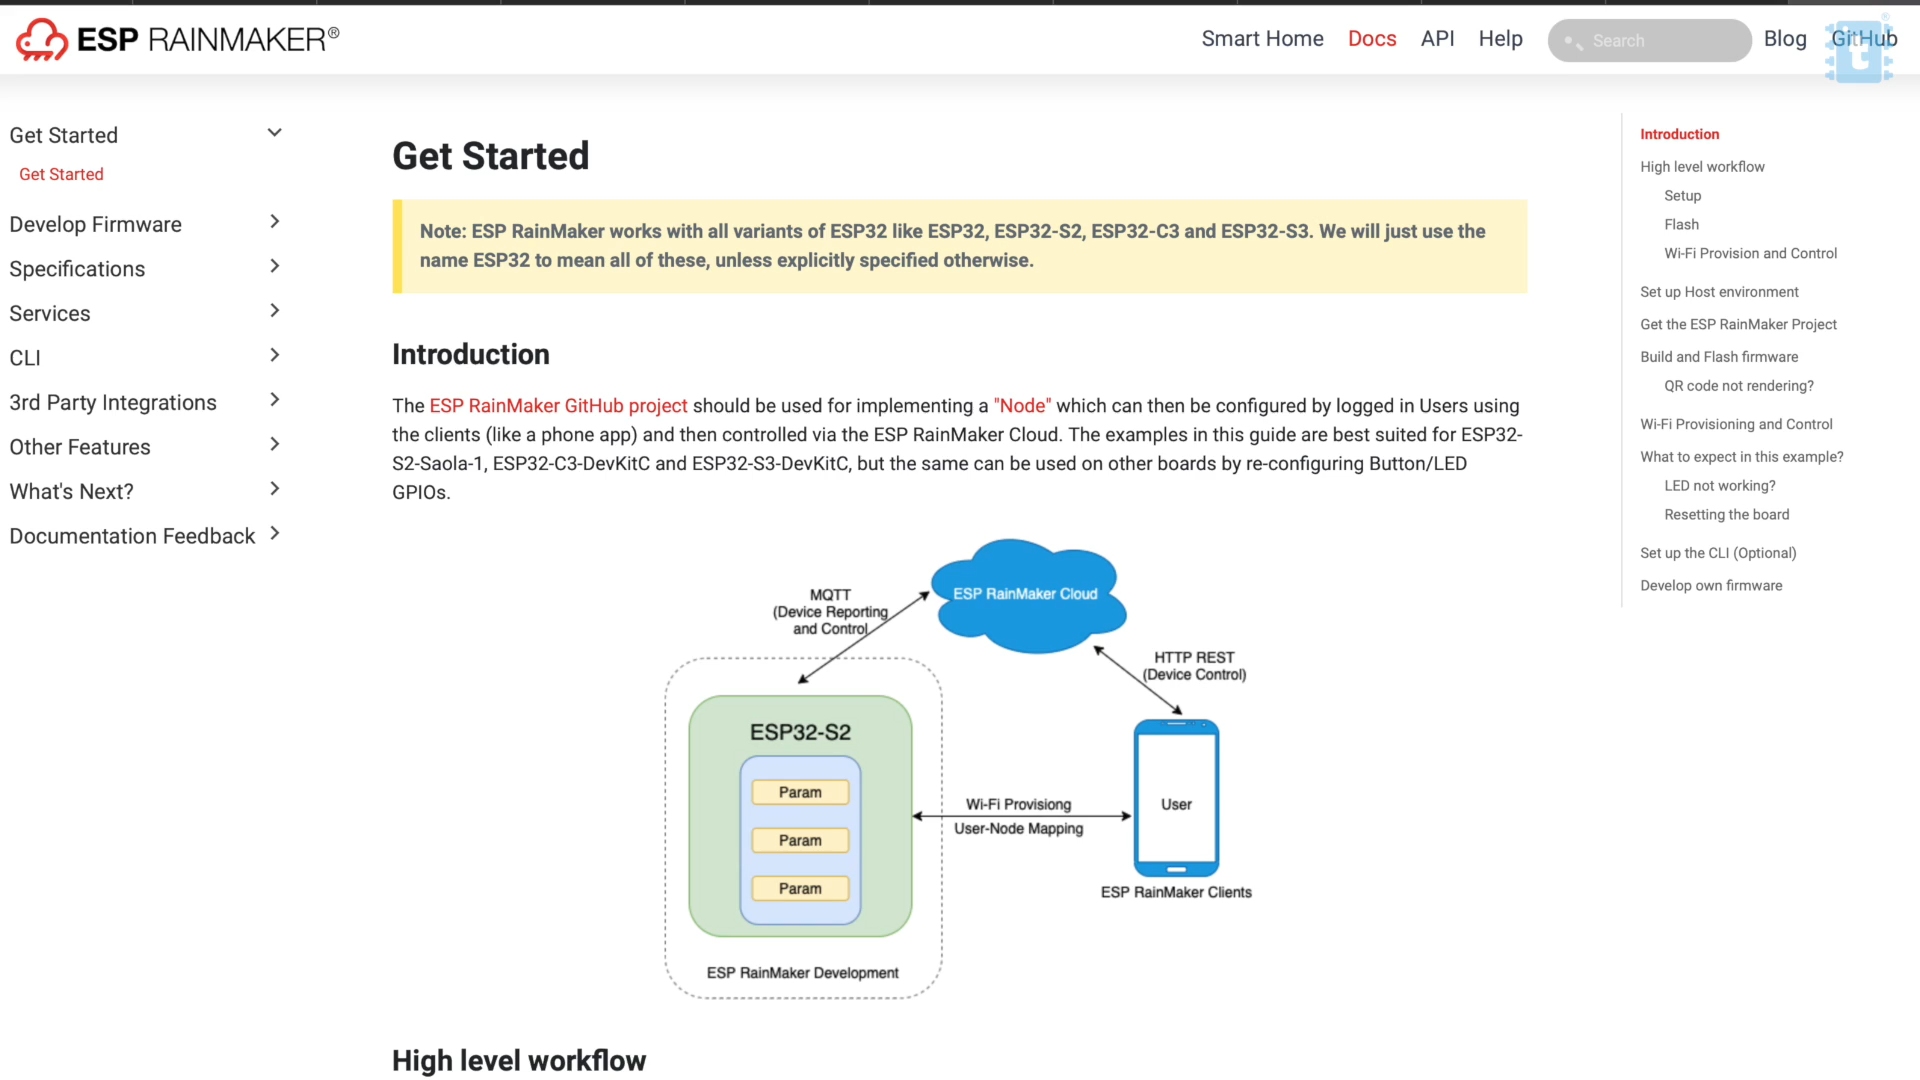 ESP RAINMAKER®
Smart Home
Docs
API
Help
Search
Blog
GitHub
t
®
Get Started
Get Started
Develop Firmware
Specifications
Services
CLI
3rd Party Integrations
Other Features
What's Next?
Documentation Feedback
Get Started
Note: ESP RainMaker works with all variants of ESP32 like ESP32, ESP32-S2, ESP32-C3 and ESP32-S3. We will just use the
name ESP32 to mean all of these, unless explicitly specified otherwise.
Introduction
The ESP RainMaker GitHub project should be used for implementing a "Node" which can then be configured by logged in Users using
the clients (like a phone app) and then controlled via the ESP RainMaker Cloud. The examples in this guide are best suited for ESP32-
S2-Saola-1, ESP32-C3-DevKitC and ESP32-S3-DevKitC, but the same can be used on other boards by re-configuring Button/LED
GPIOs.
ESP RainMaker Cloud
MQTT
(Device Reporting
and Control
HTTP REST
(Device Control)
ESP32-S2
Param
Param
Param
ESP RainMaker Development
Wi-Fi Provisiong
User-Node Mapping
User
ESP RainMaker Clients
High level workflow
Introduction
High level workflow
Setup
Flash
Wi-Fi Provision and Control
Set up Host environment
Get the ESP RainMaker Project
Build and Flash firmware
QR code not rendering?
Wi-Fi Provisioning and Control
What to expect in this example?
LED not working?
Resetting the board
Set up the CLI (Optional)
Develop own firmware